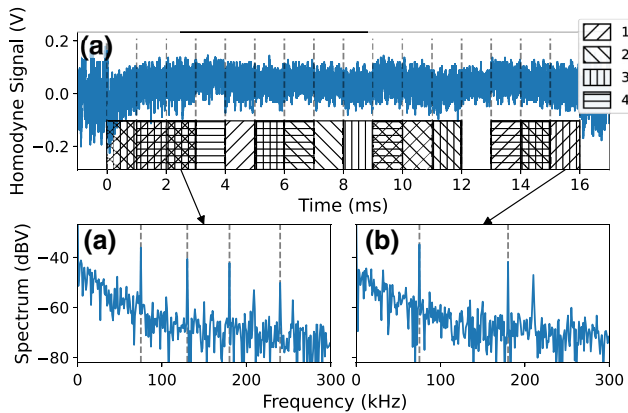 Homodyne Signal (V)
0.2
0.0
−0.2
(a)
1
2
3
4
0 2 4 6 8 10 12 14 16
Time (ms)
Spectrum (dBV)
−40
−60
−80
(a)
(b)
0 100 200 300
0 100 200 300
Frequency (kHz)